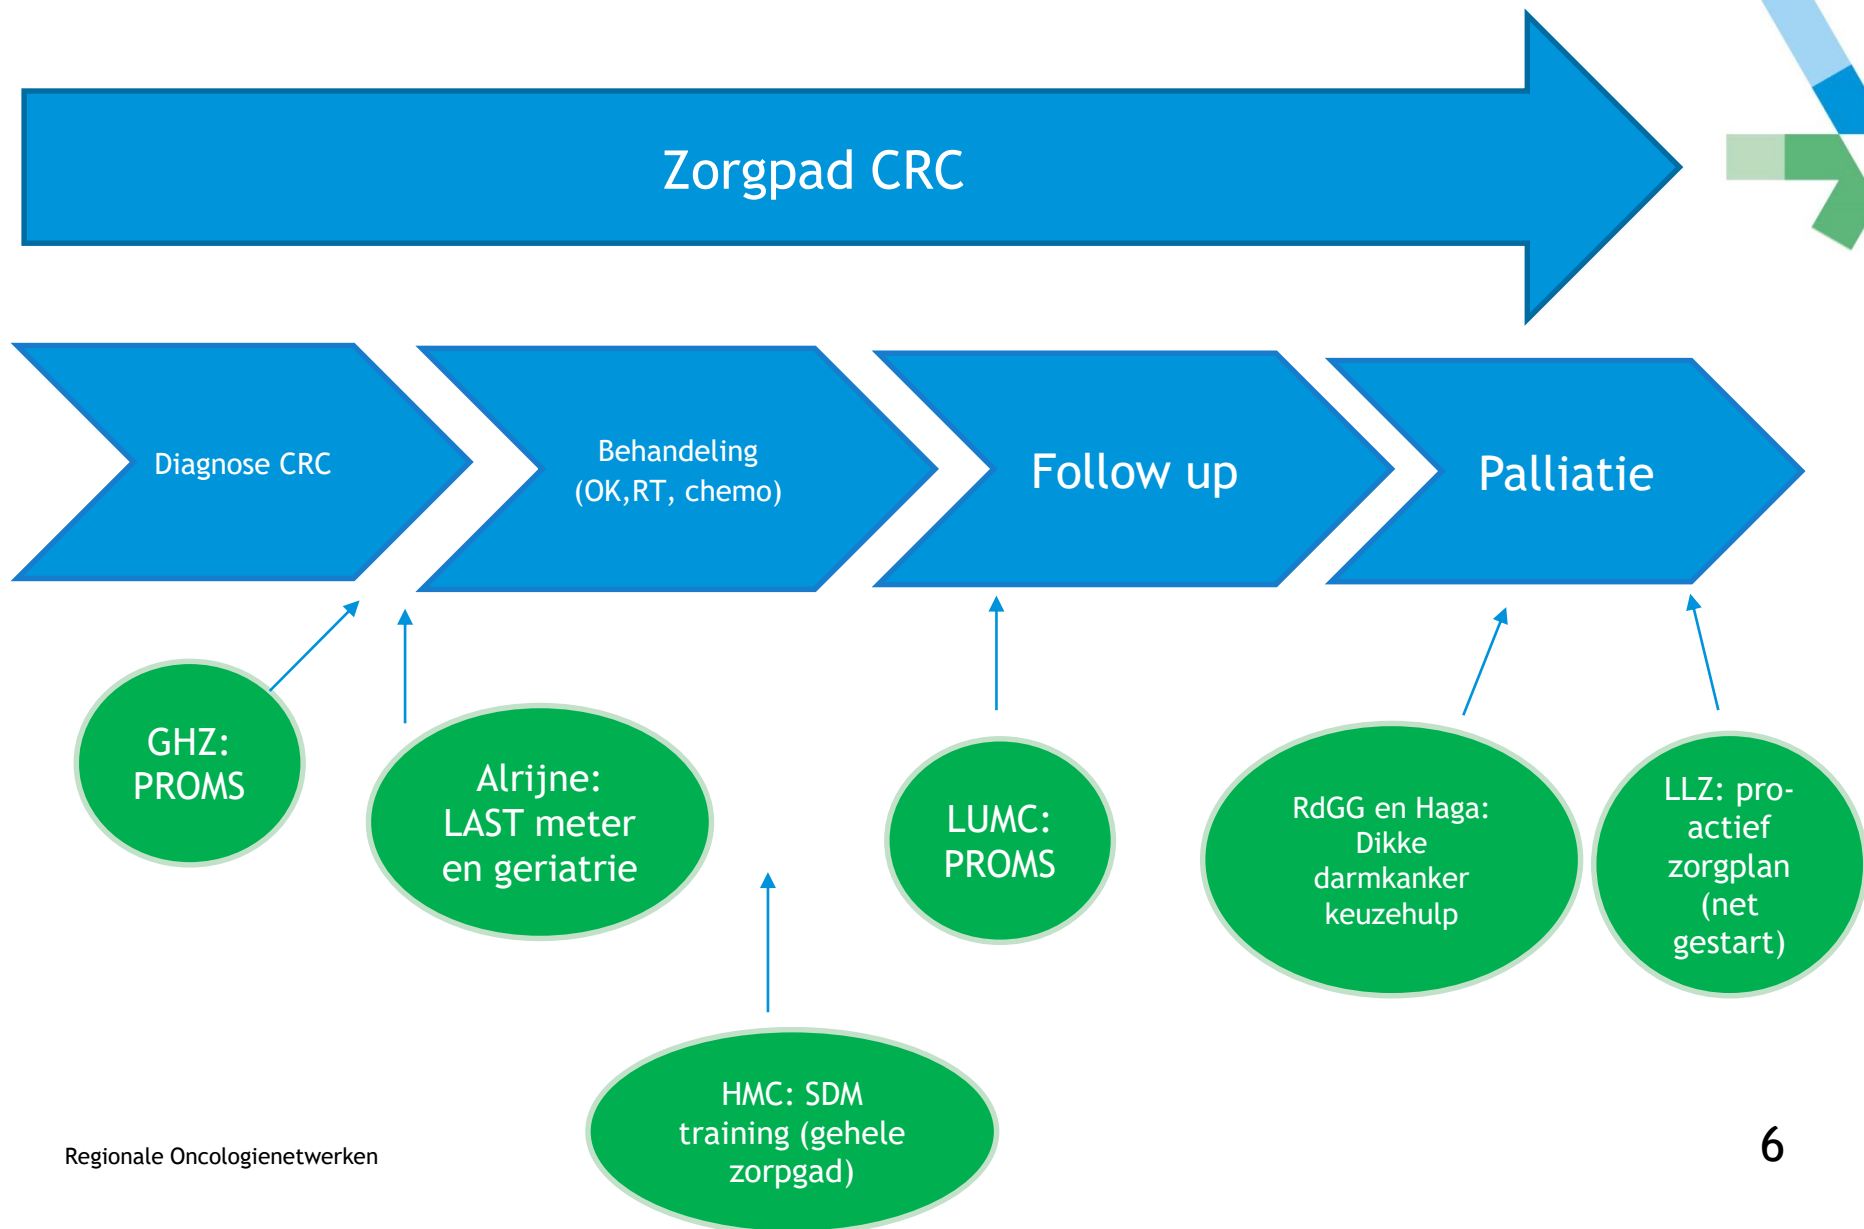 Zorgpad CRC
Diagnose CRC
Behandeling
(OK,RT, chemo)
Follow up
Palliatie
GHZ:
PROMS
Alrijne:
LAST meter
en geriatrie
LUMC:
PROMS
RdGG en Haga:
Dikke
darmkanker
keuzehulp
LLZ: pro-
actief
zorgplan
(net
gestart)
HMC: SDM
training (gehele
zorpgad)
Regionale Oncologienetwerken
6